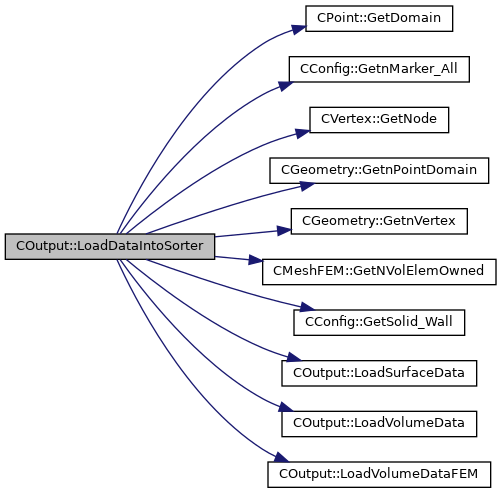 CPoint::GetDomain
CConfig::GetnMarker_All
CVertex::GetNode
CGeometry::GetnPointDomain
COutput::LoadDataIntoSorter
CGeometry::GetnVertex
CMeshFEM::GetNVolElemOwned
CConfig::GetSolid_Wall
COutput::LoadSurfaceData
COutput::LoadVolumeData
COutput::LoadVolumeDataFEM